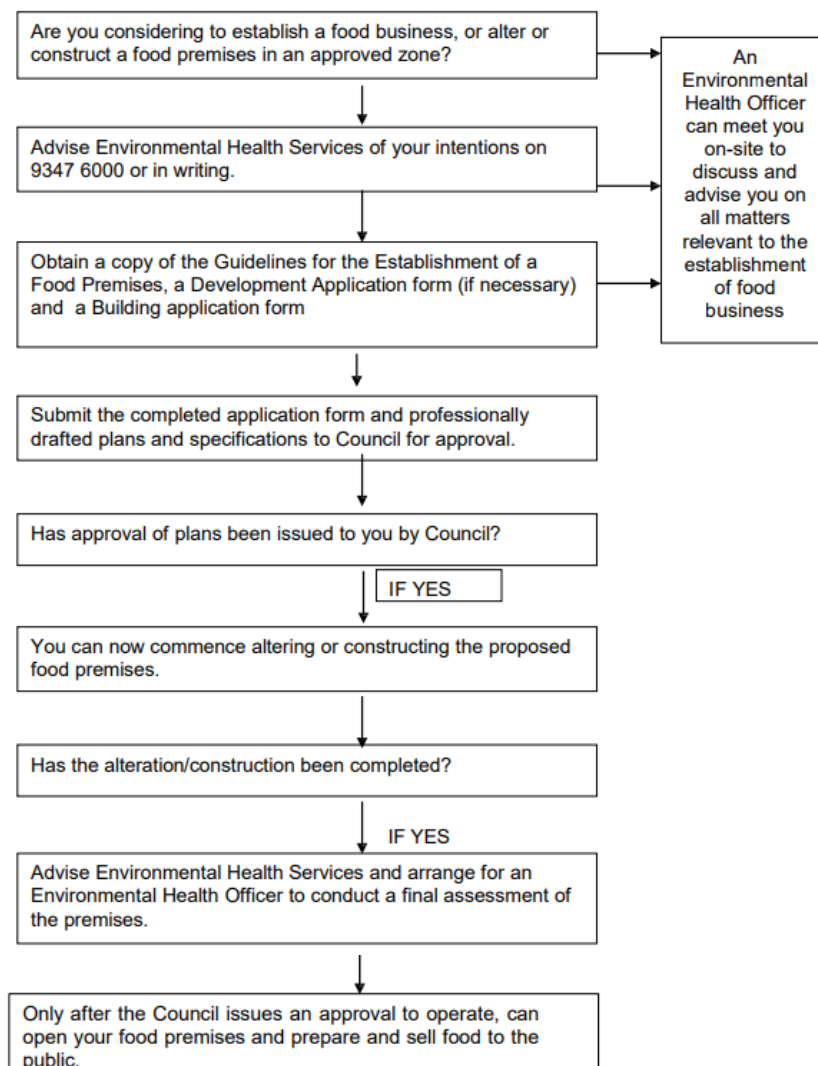 Are you considering to establish a food business, or alter or
construct a food premises in an approved zone?
An
Environmental
Health Officer
can meet you
on-site to
discuss and
advise you on
all matters
relevant to the
establishment
of food
business
Advise Environmental Health Services of your intentions on
9347 6000 or in writing.
Obtain a copy of the Guidelines for the Establishment of a
Food Premises, a Development Application form (if necessary)
and  a Building application form
Submit the completed application form and professionally
drafted plans and specifications to Council for approval.
Has approval of plans been issued to you by Council?
IF YES
You can now commence altering or constructing the proposed
food premises.
Has the alteration/construction been completed?
IF YES
Advise Environmental Health Services and arrange for an
Environmental Health Officer to conduct a final assessment of
the premises.
Only after the Council issues an approval to operate, can
open your food premises and prepare and sell food to the
public.